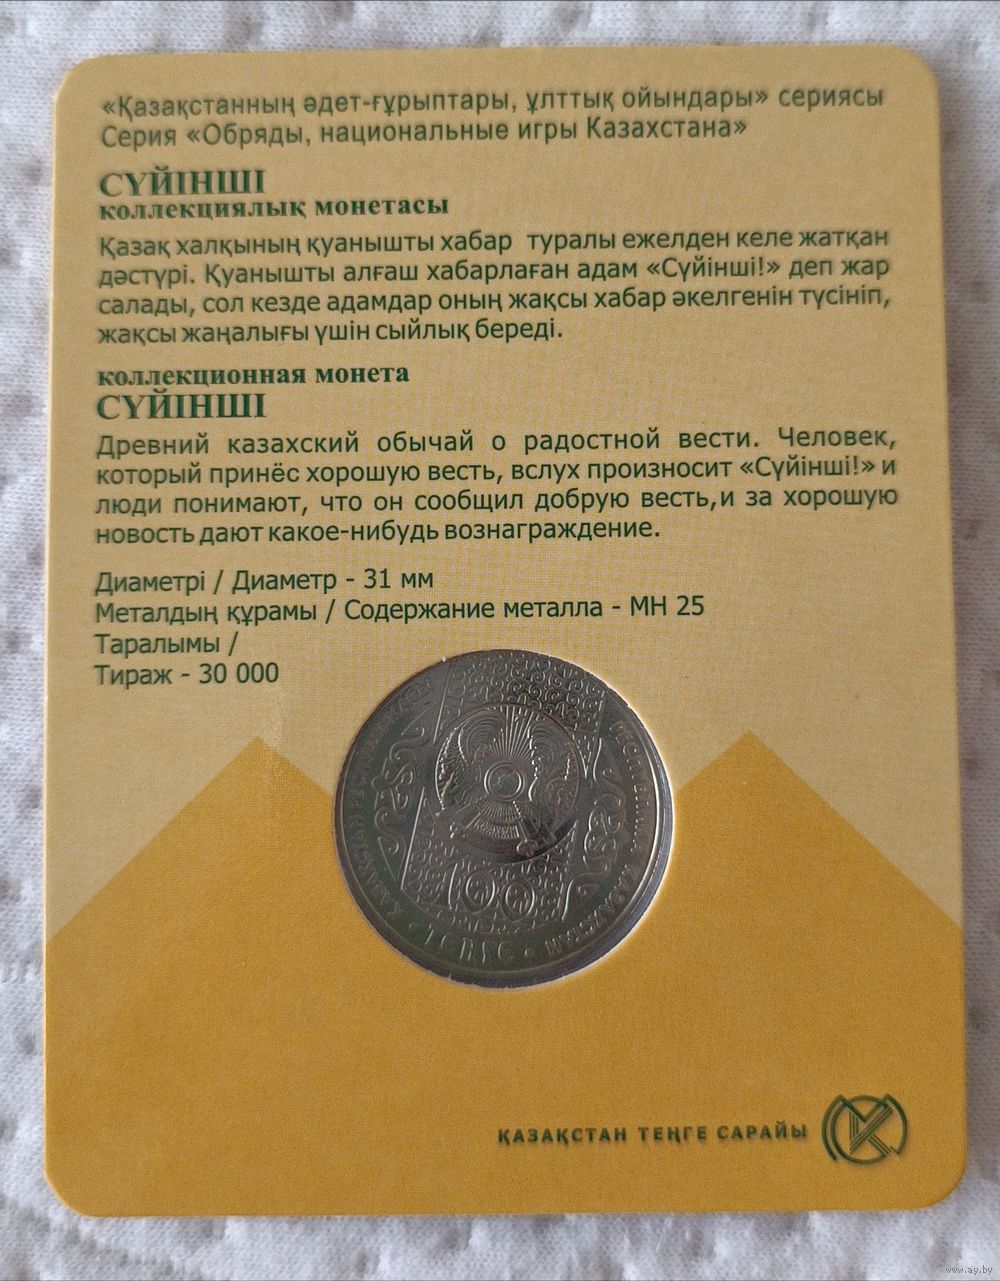 «Қазақстанның әдет-ғұрыптары, ұлттық ойындары» сериясы
Серия «Обряды, национальные игры Казахстана»
СҮЙІНШІ
коллекциялық монетасы
Қазақ халқының қуанышты хабар туралы ежелден келе жатқан
дәстүрі. Қуанышты алғаш хабарлаған адам «Сүйінші!» деп жар
салады, сол кезде адамдар оның жақсы хабар әкелгенін түсініп,
жақсы жаңалығы үшін сыйлық береді.
коллекционная монета
СҮЙІНШІ
Древний казахский обычай о радостной вести. Человек,
который принёс хорошую весть, вслух произносит «Сүйінші!» и
люди понимают, что он сообщил добрую весть,и за хорошую
новость дают какое-нибудь вознаграждение.
Диаметрі / Диаметр - 31 мм
Металдың құрамы / Содержание металла - МН 25
Таралымы /
Тираж - 30 000
100
• ТЕҢГЕ •
ҚАЗАҚСТАН ТЕҢГЕ САРАЙЫ
www.ay.by